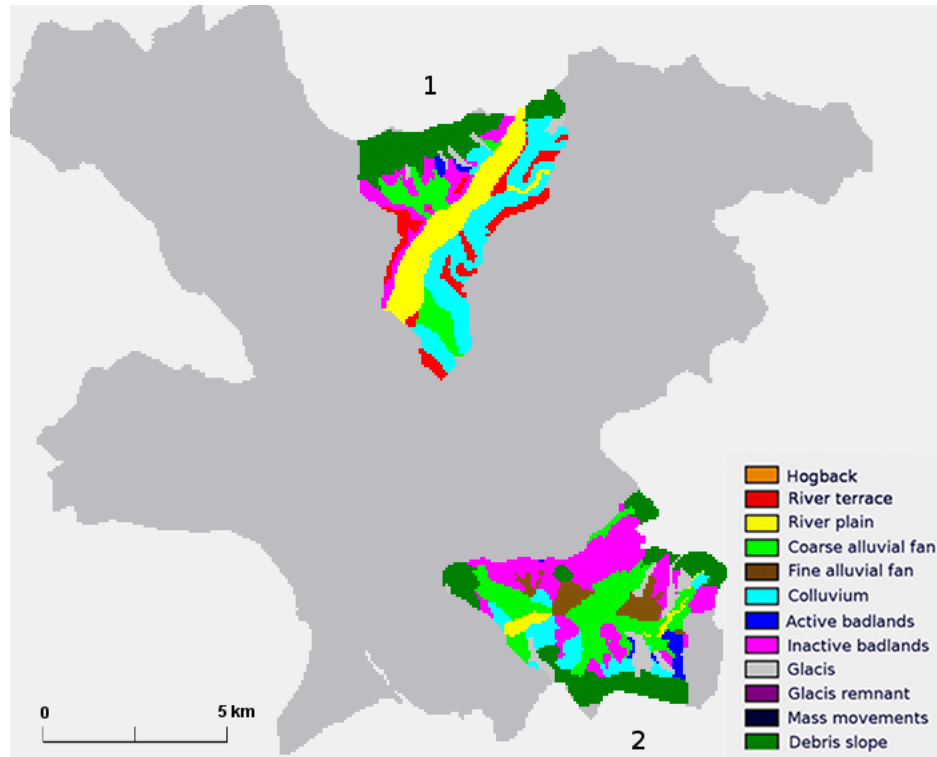 1
Hogback
River terrace
River plain
Coarse alluvial fan
Fine alluvial fan
Colluvium
Active badlands
Inactive badlands
Glacis
Glacis remnant
Mass movements
Debris slope
0 5 km
2